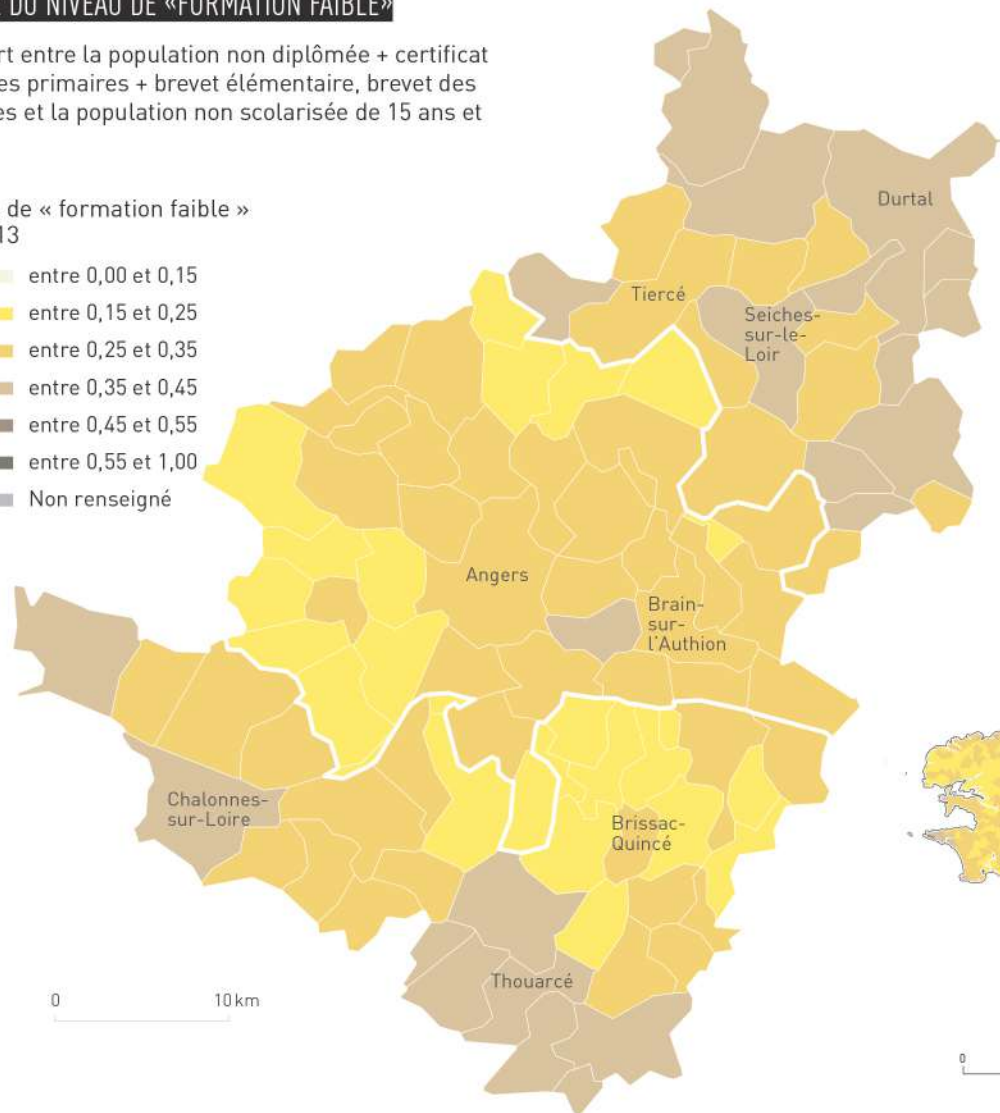 DU NIVEAU DE «FORMATION FAIBLE»
rt entre la population non diplômée + certificat
es primaires + brevet élémentaire, brevet des
es et la population non scolarisée de 15 ans et
de « formation faible »
13
entre 0,00 et 0,15
entre 0,15 et 0,25
entre 0,25 et 0,35
entre 0,35 et 0,45
entre 0,45 et 0,55
entre 0,55 et 1,00
Non renseigné
Durtal
Tiercé
Seiches-
sur-le-
Loir
Angers
Brain-
sur-
l'Authion
Chalonnes-
sur-Loire
Brissac-
Quincé
Thouarcé
0 10 km
0